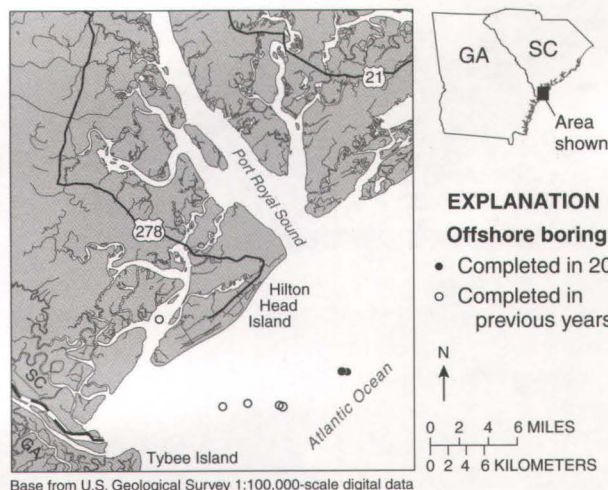 21
Port Royal Sound
278
Hilton
Head
Island
Atlantic Ocean
SC
GA
Tybee Island
Base from U.S. Geological Survey 1:100,000-scale digital data
GA
SC
Area
shown
EXPLANATION
Offshore boring
Completed in 20
Completed in
previous years
N
0 2 4 6 MILES
0 2 4 6 KILOMETERS